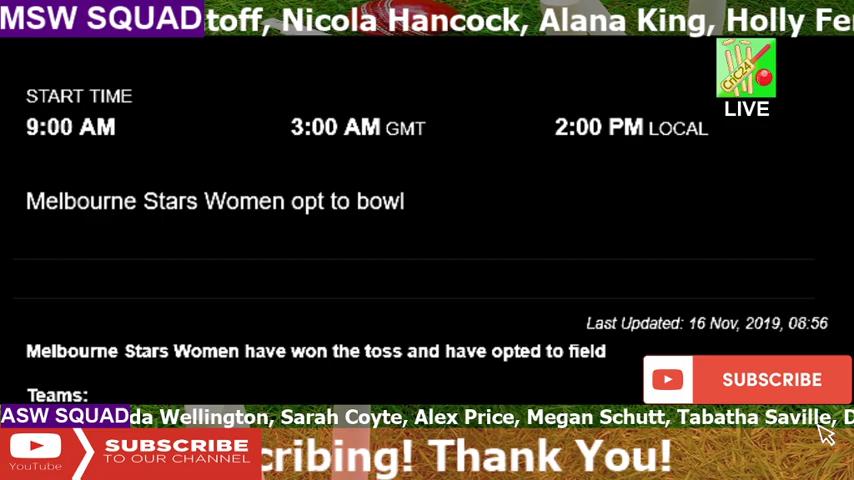 MSW SQUAD toff, Nicola Hancock, Alana King, Holly Fe
CriC24
LIVE
START TIME
9:00 AM 3:00 AM GMT 2:00 PM LOCAL
Melbourne Stars Women opt to bowl
Last Updated: 16 Nov, 2019, 08:56
Melbourne Stars Women have won the toss and have opted to field
SUBSCRIBE
Teams:
ASW SQUAD da Wellington, Sarah Coyte, Alex Price, Megan Schutt, Tabatha Saville, D
YouTube SUBSCRIBE TO OUR CHANNEL
cribing! Thank You!